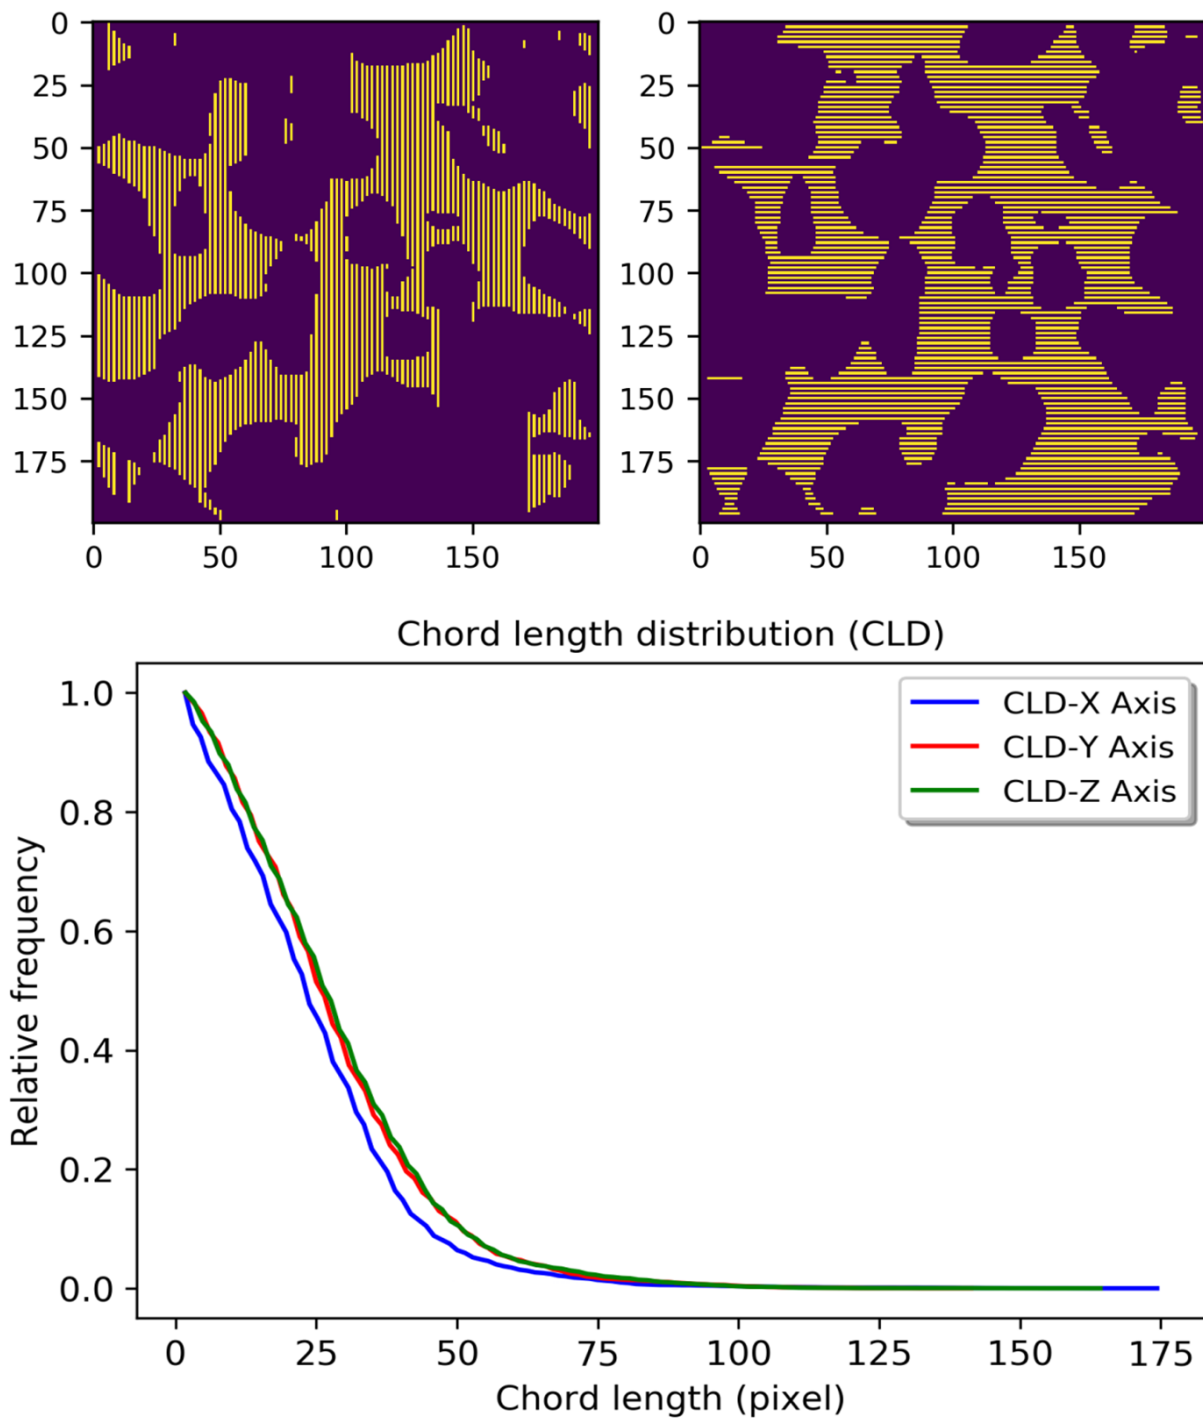 0
25
50
75
100
125
150
175
0 50 100 150
0
25
50
75
100
125
150
175
0 50 100 150
Chord length distribution (CLD)
1.0
0.8
0.6
0.4
0.2
0.0
Relative frequency
CLD-X Axis
CLD-Y Axis
CLD-Z Axis
0 25 50 75 100 125 150 175
Chord length (pixel)